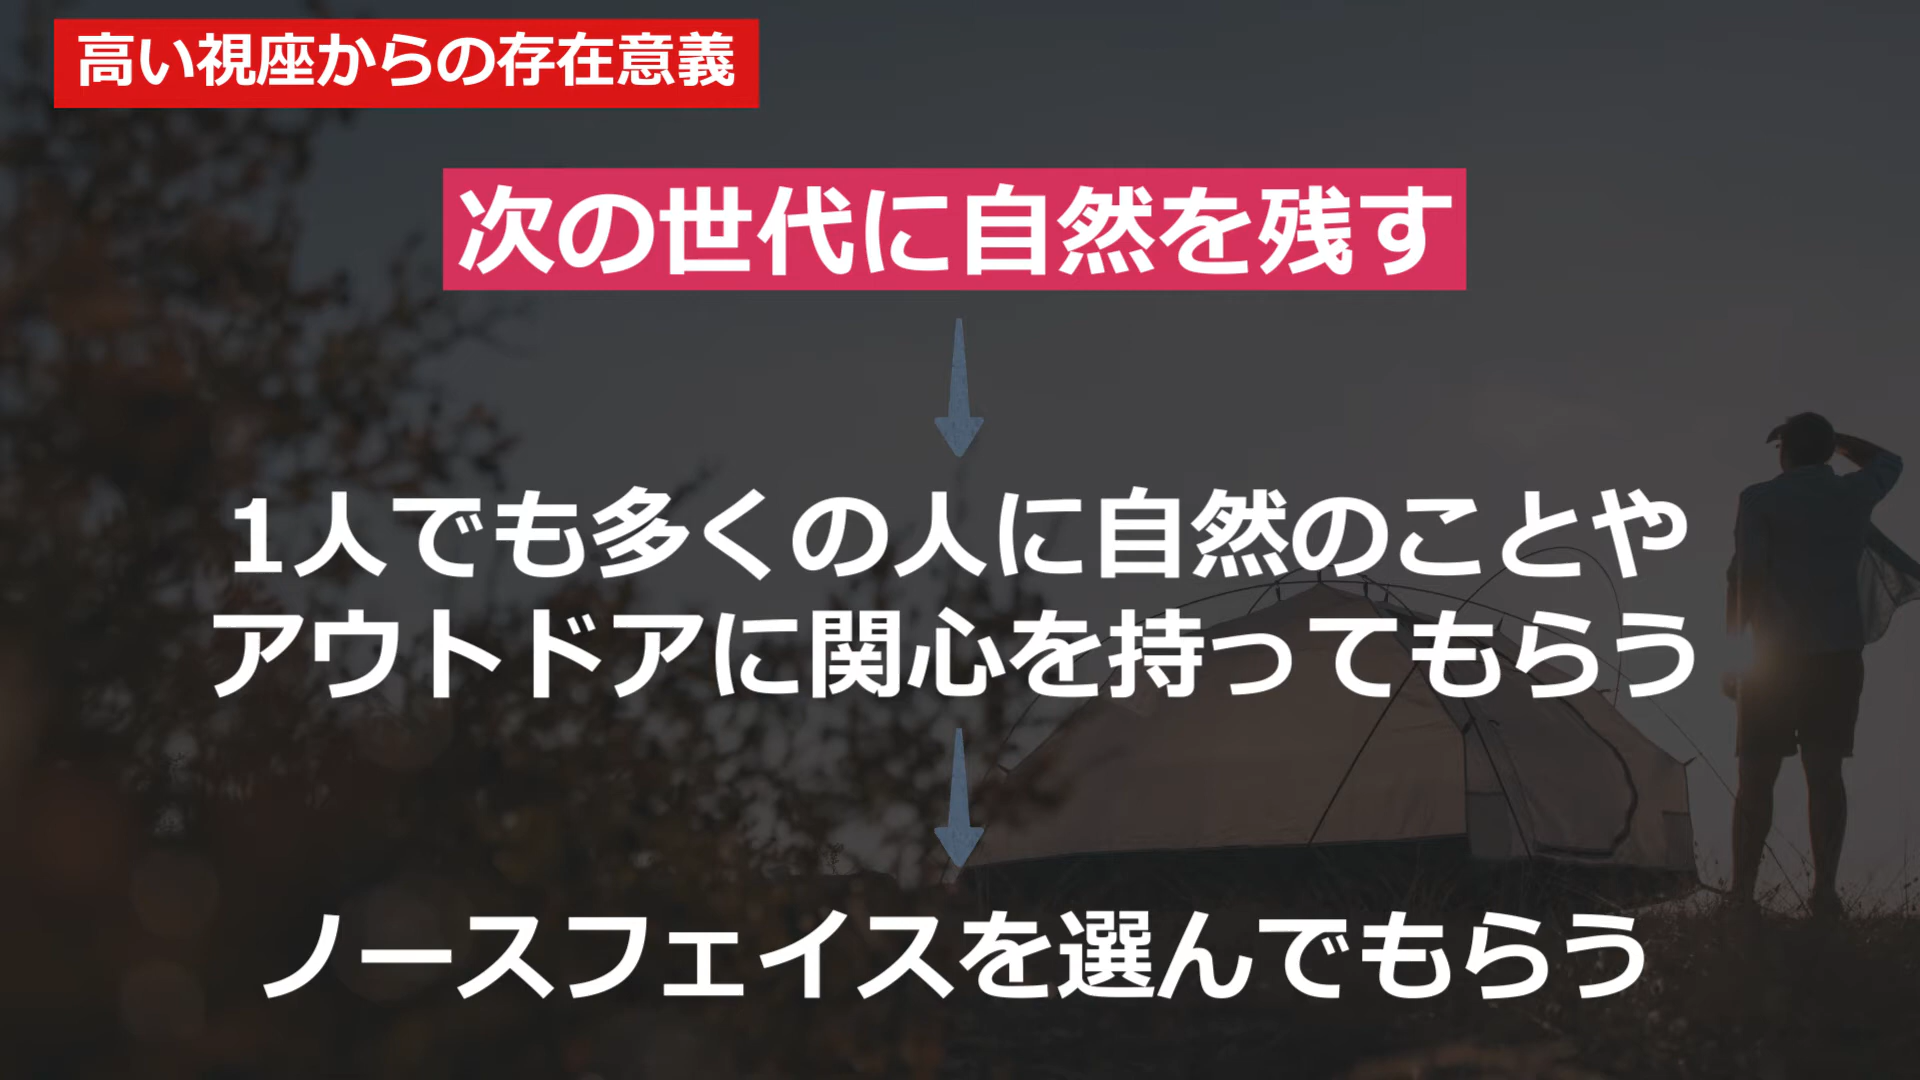 高い視座からの存在意義
次の世代に自然を残す
1人でも多くの人に自然のことや
アウトドアに関心を持ってもらう
ノースフェイスを選んでもらう